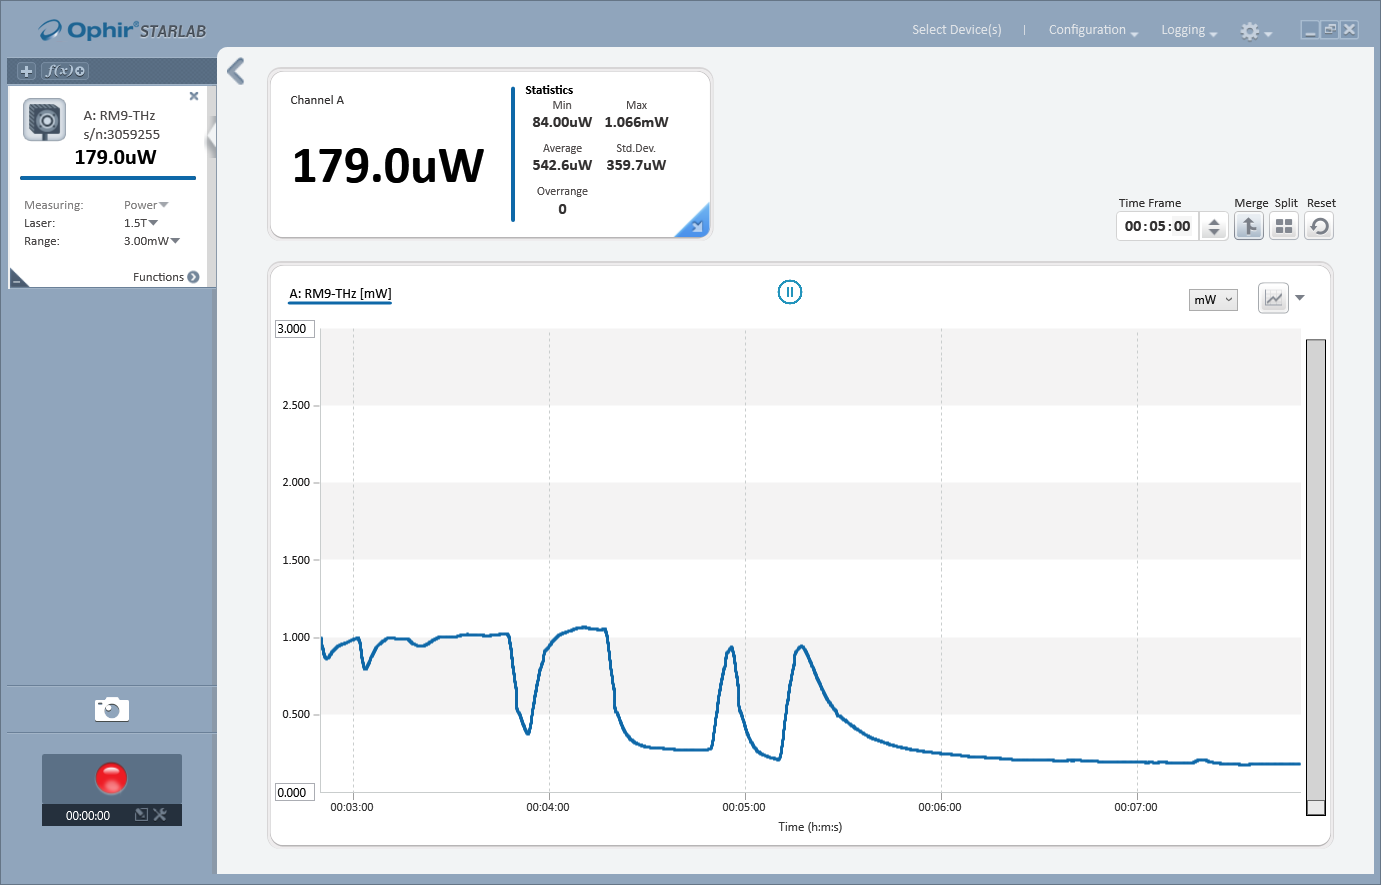 Ophir® STARLAB
Select Device(s) | Configuration Logging
f(x)
A: RM9-THz
s/n:3059255
179.0uW
Measuring: Power
Laser: 1.5T
Range: 3.00mW
Functions
00:00:00
Channel A
179.0uW
Statistics
Min Max
84.00uW 1.066mW
Average Std.Dev.
542.6uW 359.7uW
Overrange
0
Time Frame Merge Split Reset
00:05:00
A: RM9-THz [mW]
mW
3.000
2.500
2.000
1.500
1.000
0.500
0.000
00:03:00 00:04:00 00:05:00 00:06:00 00:07:00
Time (h:m:s)